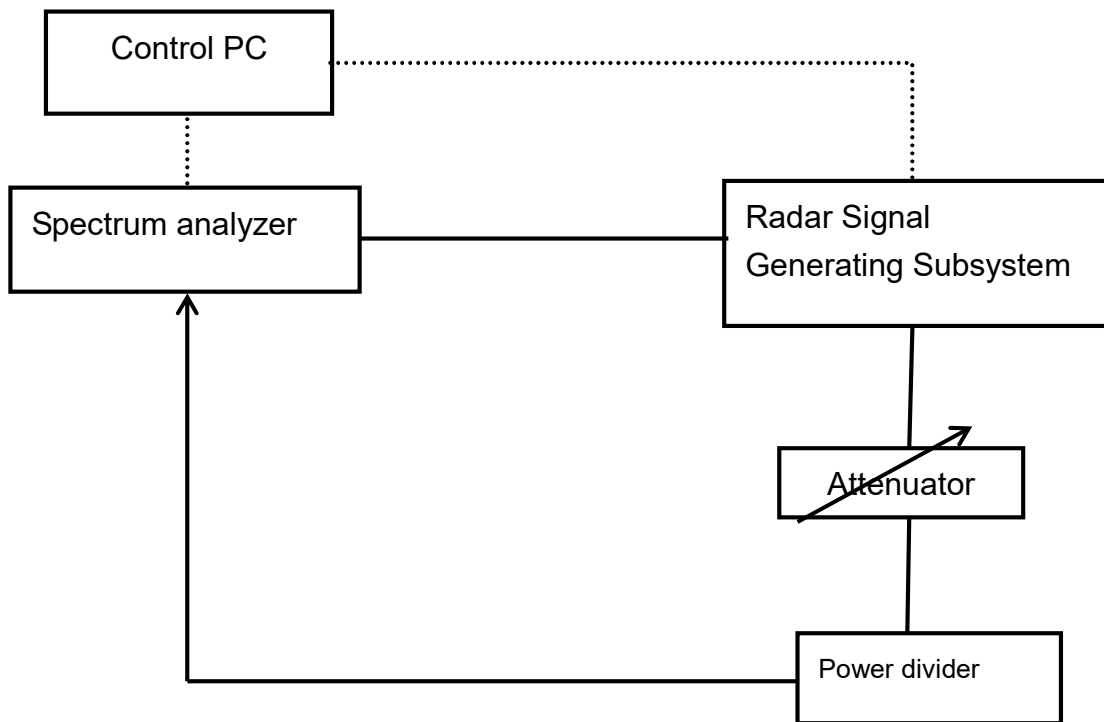 Control PC
Spectrum analyzer
Radar Signal
Generating Subsystem
Attenuator
Power divider